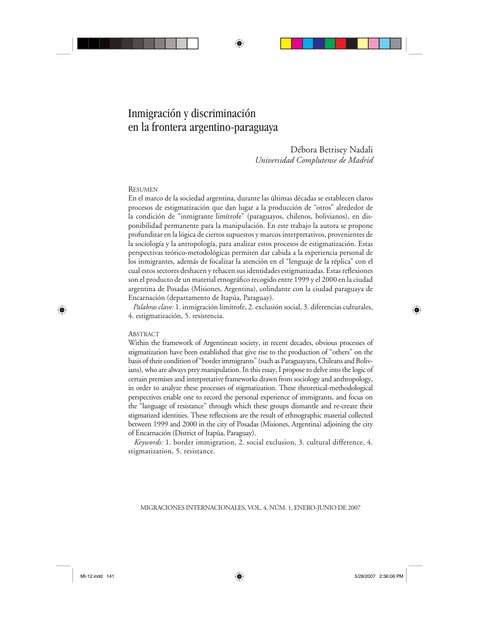 Inmigración y discriminación
en la frontera argentino-paraguaya
Débora Betrisey Nadali
Universidad Complutense de Madrid
RESUMEN
En el marco de la sociedad argentina, durante las últimas décadas se establecen claros
procesos de estigmatización que dan lugar a la producción de “otros” alrededor de
la condición de “inmigrante limítrofe” (paraguayos, chilenos, bolivianos), en dis-
ponibilidad permanente para la manipulación. En este trabajo la autora se propone
profundizar en la lógica de ciertos supuestos y marcos interpretativos, provenientes de
la sociología y la antropología, para analizar estos procesos de estigmatización. Estas
perspectivas teórico-metodológicas permiten dar cabida a la experiencia personal de
los inmigrantes, además de focalizar la atención en el “lenguaje de la réplica” con el
cual estos sectores deshacen y rehacen sus identidades estigmatizadas. Estas reflexiones
son el producto de un material etnográfico recogido entre 1999 y el 2000 en la ciudad
argentina de Posadas (Misiones, Argentina), colindante con la ciudad paraguaya de
Encarnación (departamento de Itapúa, Paraguay).
Palabras clave: 1. inmigración limítrofe, 2. exclusión social, 3. diferencias culturales,
4. estigmatización, 5. resistencia.
ABSTRACT
Within the framework of Argentinean society, in recent decades, obvious processes of
stigmatization have been established that give rise to the production of “others” on the
basis of their condition of “border immigrants” (such as Paraguayans, Chileans and Boliv-
ians), who are always prey manipulation. In this essay, I propose to delve into the logic of
certain premises and interpretative frameworks drawn from sociology and anthropology,
in order to analyze these processes of stigmatization. These theoretical-methodological
perspectives enable one to record the personal experience of immigrants, and focus on
the “language of resistance” through which these groups dismantle and re-create their
stigmatized identities. These reflections are the result of ethnographic material collected
between 1999 and 2000 in the city of Posadas (Misiones, Argentina) adjoining the city
of Encarnación (District of Itapúa, Paraguay).
Keywords: 1. border immigration, 2. social exclusion, 3. cultural difference, 4.
stigmatization, 5. resistance.
MIGRACIONES INTERNACIONALES, VOL. 4, NÚM. 1, ENERO-JUNIO DE 2007
MI-12.indd 141
5/28/2007 2:36:06 PM